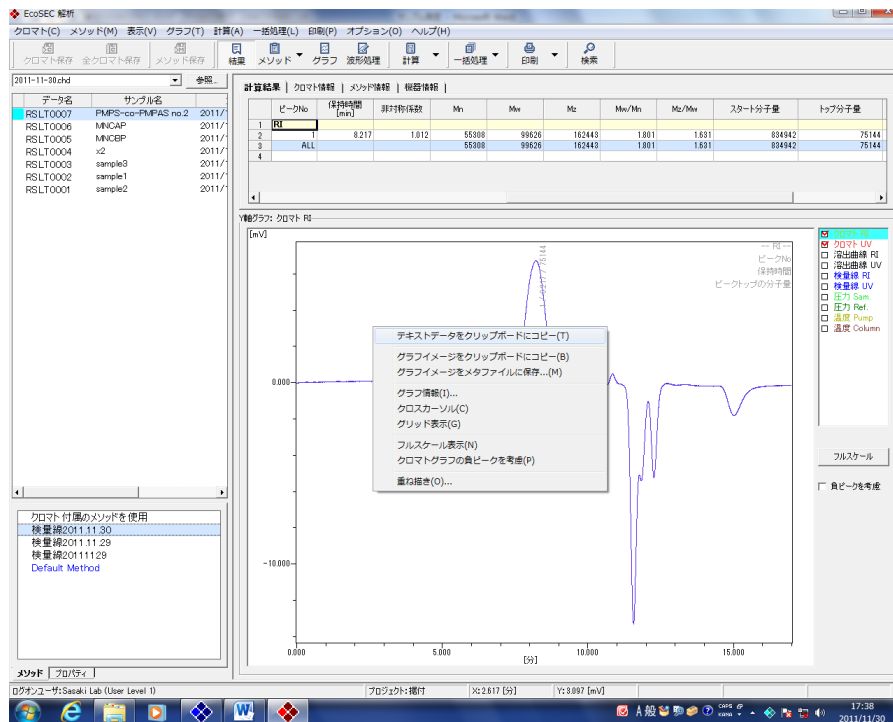 EcoSEC 解析
クロマト(C) メソッド(M) 表示(V) グラフ(T) 計算(A) 一括処理(L) 印刷(P) オプション(O) ヘルプ(H)
クロマト保存 全クロマト保存 メソッド保存 結果 メソッド グラフ 波形処理 計算 一括処理 印刷 検索
2011-11-30.chd 参照...
データ名 サンプル名
RSLT0007 PMPS-co-PMPAS no.2 2011/
RSLT0006 MNCAP 2011/
RSLT0005 MNCBP 2011/
RSLT0004 x2 2011/
RSLT0003 sample3 2011/
RSLT0002 sample1 2011/
RSLT0001 sample2 2011/
計算結果 クロマト情報 メソッド情報 機器情報
ピークNo 保持時間 [min] 非対称係数 Mn Mw Mz Mw/Mn Mz/Mw スタート分子量 トップ分子量
1 RI
2 1 8.217 1.012 55308 99626 162443 1.801 1.631 834942 75144
3 ALL 55308 99626 162443 1.801 1.631 834942 75144
4
Y軸グラフ: クロマト RI
[mV]
-- RI --
ピークNo
保持時間
ピークトップの分子量
1 / 8.217 / 75144
0.000
-10.000
0.000 5.000 10.000 15.000
[分]
テキストデータをクリップボードにコピー(T)
グラフイメージをクリップボードにコピー(B)
グラフイメージをメタファイルに保存...(M)
グラフ情報(I)...
クロスカーソル(C)
グリッド表示(G)
フルスケール表示(N)
クロマトグラフの負ピークを考慮(P)
重ね描き(O)...
クロマト RI
クロマト UV
溶出曲線 RI
溶出曲線 UV
検量線 RI
検量線 UV
圧力 Sam.
圧力 Ref.
温度 Pump
温度 Column
フルスケール
負ピークを考慮
クロマト付属のメソッドを使用
検量線2011.11.30
検量線2011.11.29
検量線20111129
Default Method
メソッド プロパティ
ログオンユーザ:Sasaki Lab (User Level 1) プロジェクト:据付 X: 2.617 [分] Y: 3.097 [mV]
A 般 CAPS KANA 17:38
2011/11/30